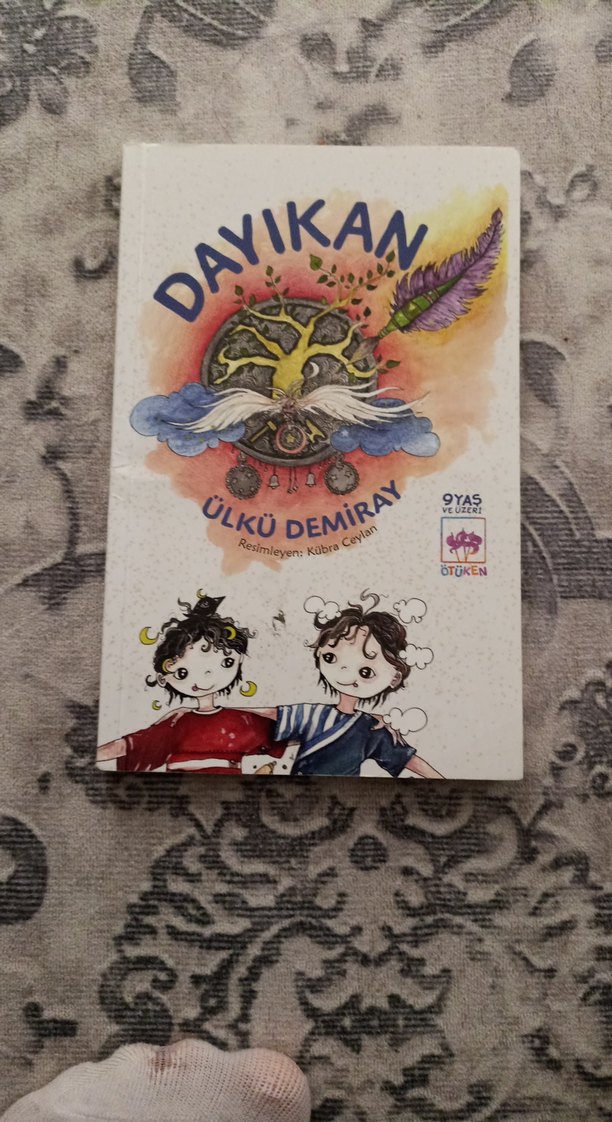 DAYIKAN
ÜLKÜ DEMİRAY
Resimleyen: Kübra Ceylan
9 YAŞ
VE ÜZERİ
ÖTÜKEN